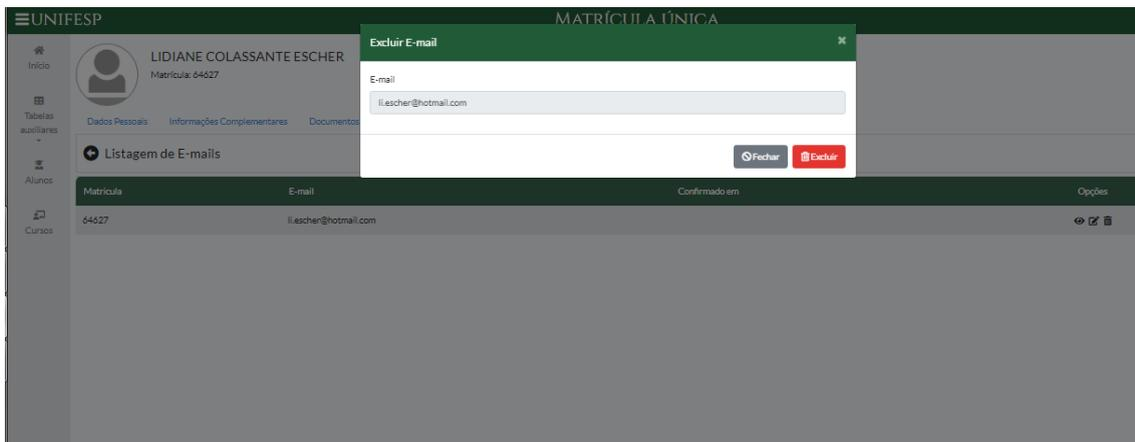 UNIFESP
MATRÍCULA ÚNICA
Início
Tabelas
auxiliares
Alunos
Cursos
LIDIANE COLASSANTE ESCHER
Matrícula: 64627
Dados Pessoais Informações Complementares Documentos
Listagem de E-mails
Excluir E-mail
E-mail
li.escher@hotmail.com
Fechar Excluir
Matrícula E-mail Confirmado em Opções
64627 li.escher@hotmail.com